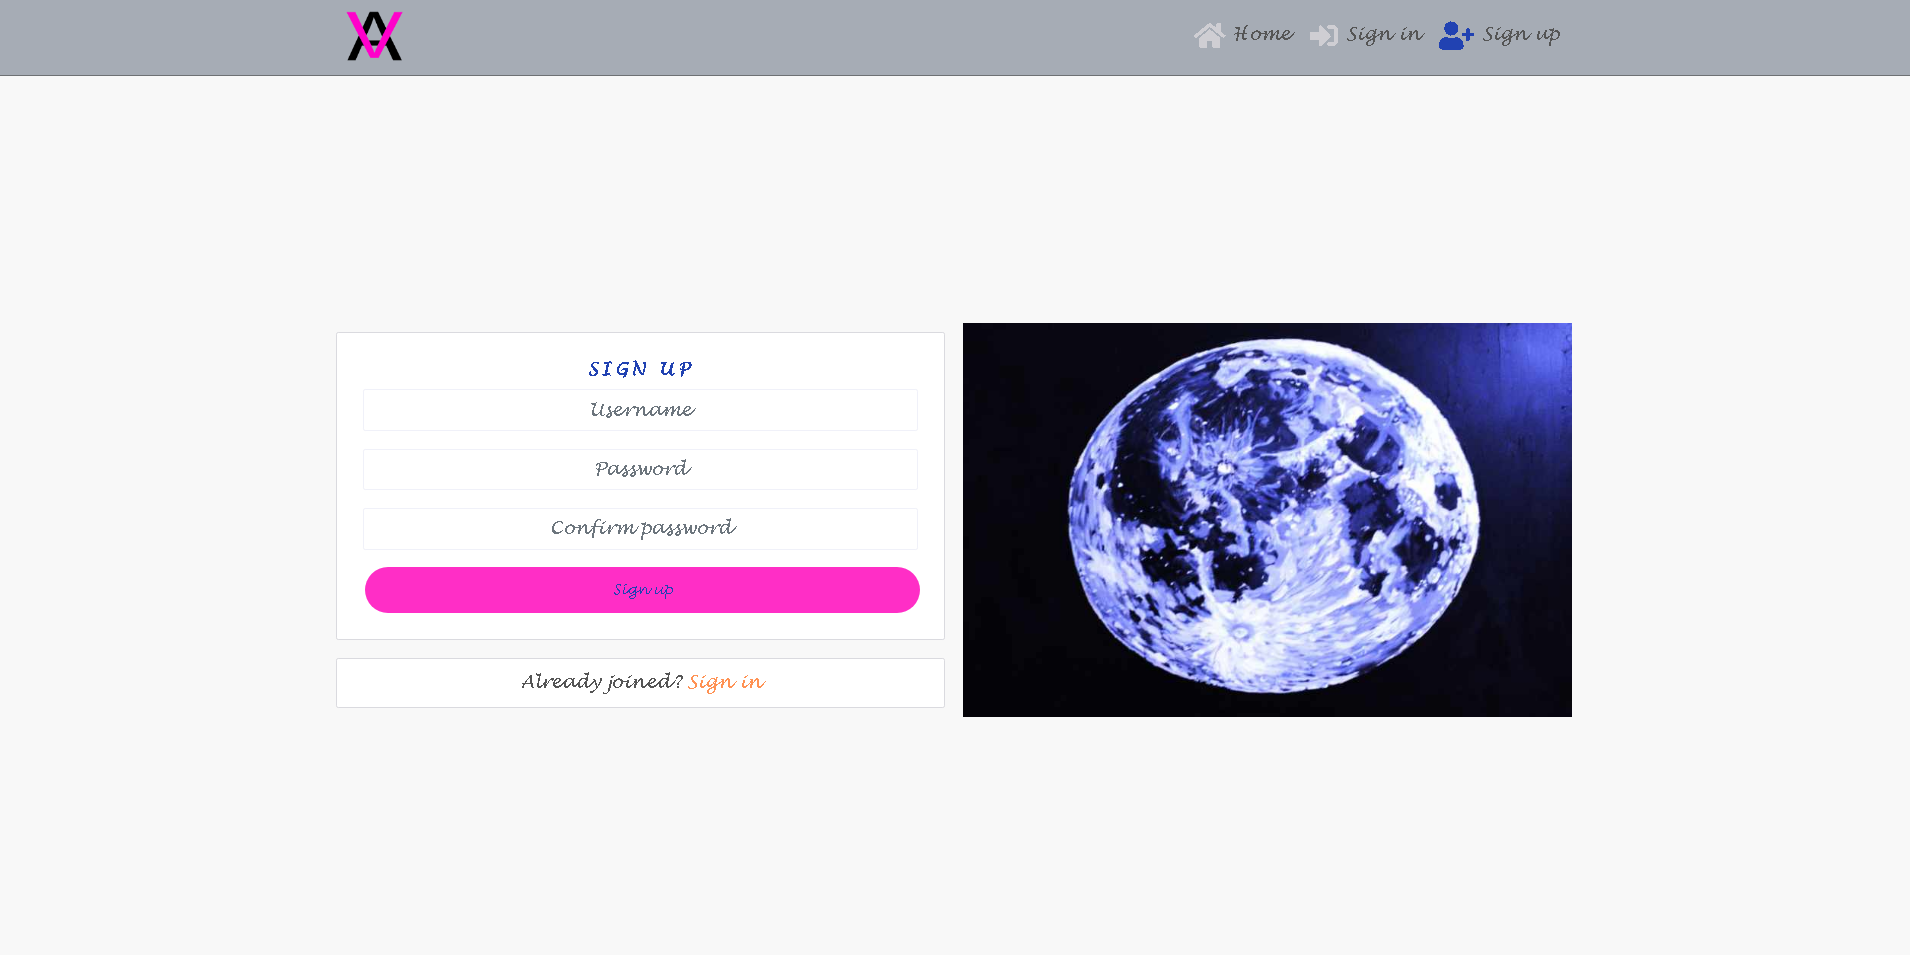 Home Sign in Sign up
SIGN UP
Username
Password
Confirm password
Sign up
Already joined? Sign in